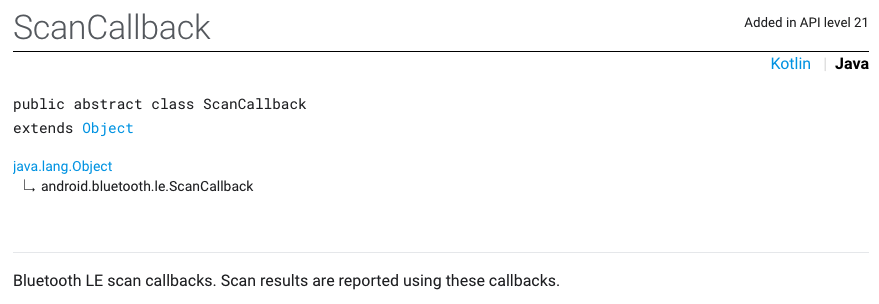 ScanCallback
Added in API level 21
Kotlin | Java
public abstract class ScanCallback
extends Object
java.lang.Object
android.bluetooth.le.ScanCallback
Bluetooth LE scan callbacks. Scan results are reported using these callbacks.